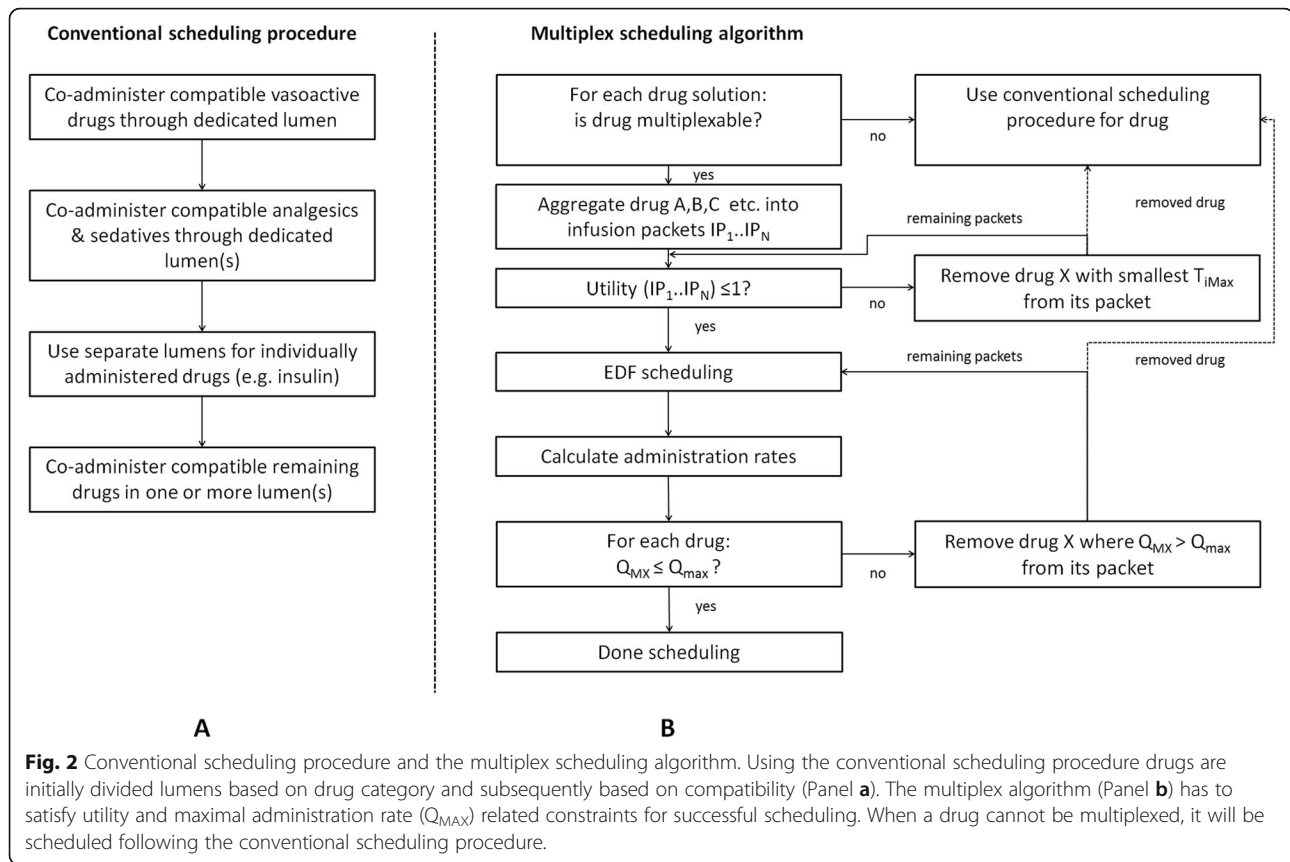 Conventional scheduling procedure
Co-administer compatible vasoactive
drugs through dedicated lumen
Co-administer compatible analgesics
& sedatives through dedicated
lumen(s)
Use separate lumens for individually
administered drugs (e.g. insulin)
Co-administer compatible remaining
drugs in one or more lumen(s)
A
Multiplex scheduling algorithm
For each drug solution:
is drug multiplexable?
no
Use conventional scheduling
procedure for drug
yes
Aggregate drug A,B,C etc. into
infusion packets IP₁..IP_N
remaining packets
removed drug
Utility (IP₁..IP_N) ≤1?
no
Remove drug X with smallest T_iMax
from its packet
yes
remaining packets
removed drug
EDF scheduling
Calculate administration rates
For each drug:
Q_MX ≤ Q_max ?
no
Remove drug X where Q_MX > Q_max
from its packet
yes
Done scheduling
B
Fig. 2 Conventional scheduling procedure and the multiplex scheduling algorithm. Using the conventional scheduling procedure drugs are
initially divided lumens based on drug category and subsequently based on compatibility (Panel a). The multiplex algorithm (Panel b) has to
satisfy utility and maximal administration rate (Q_MAX) related constraints for successful scheduling. When a drug cannot be multiplexed, it will be
scheduled following the conventional scheduling procedure.